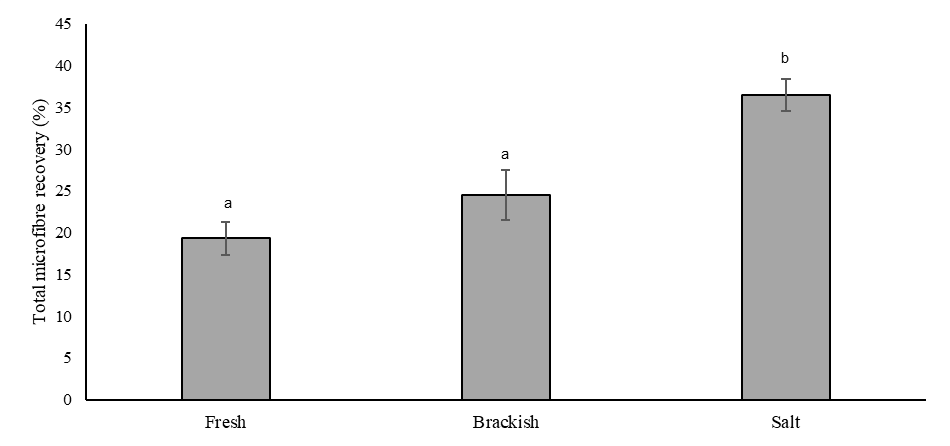 Total microfibre recovery (%)
45
40
35
30
25
20
15
10
5
0
a
a
b
Fresh
Brackish
Salt